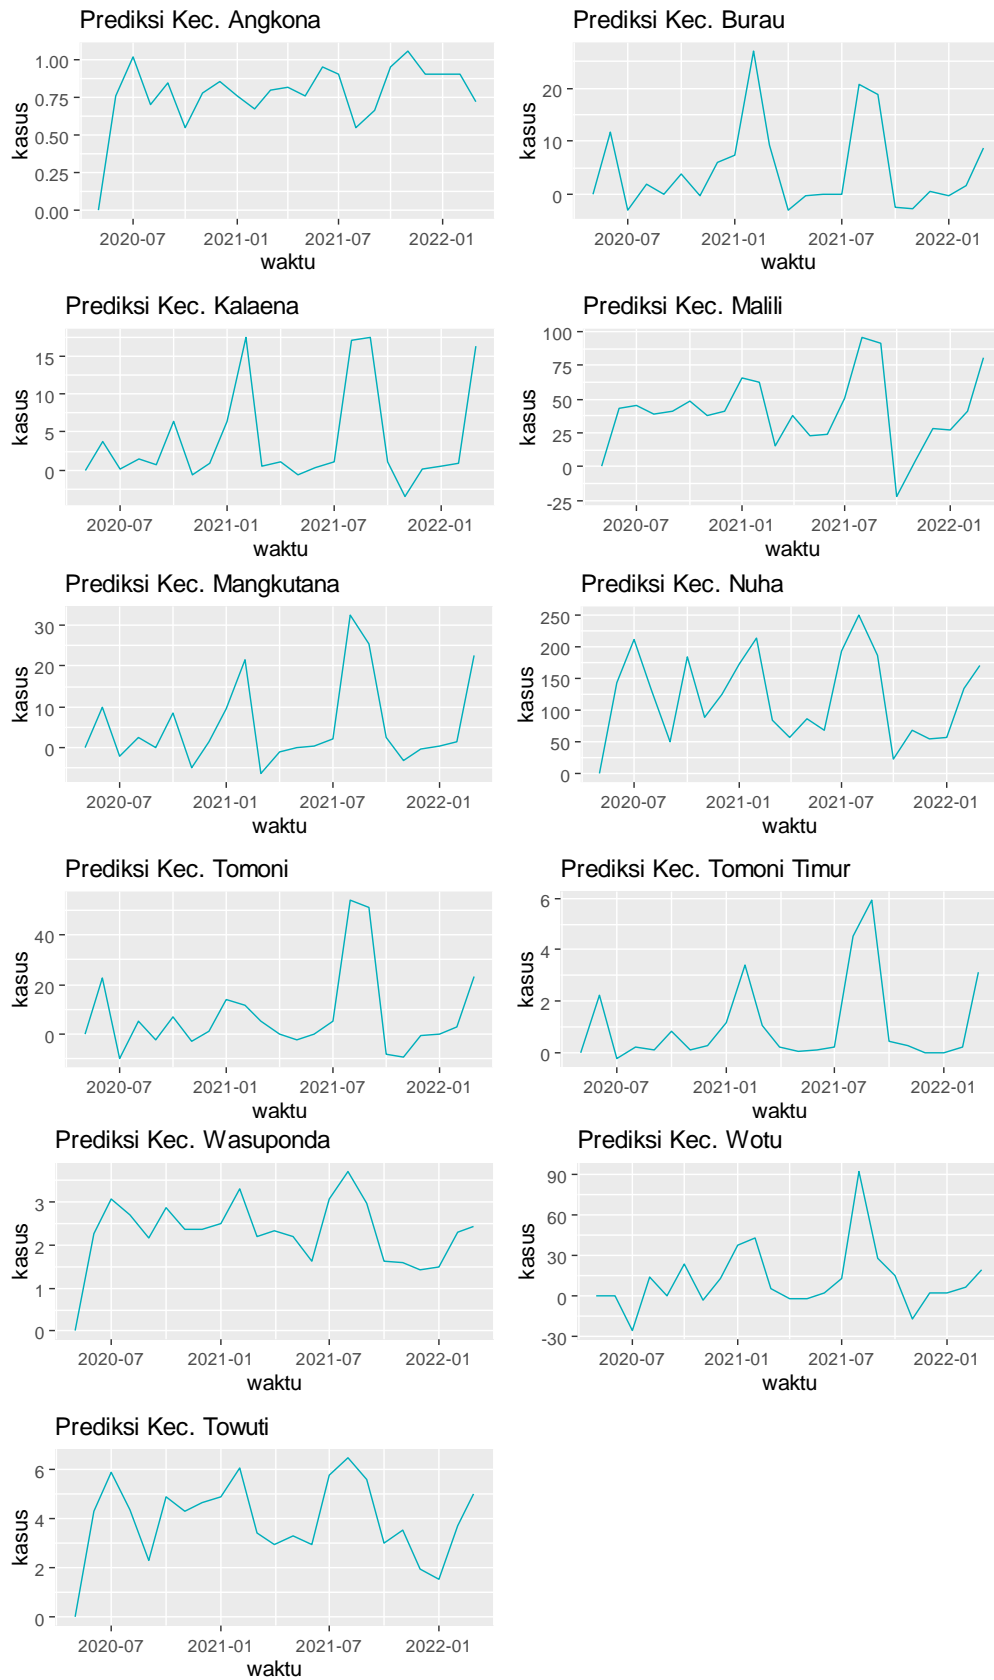 Prediksi Kec. Angkona
kasus
1.00
0.75
0.50
0.25
0.00
2020-07 2021-01 2021-07 2022-01
waktu
Prediksi Kec. Burau
kasus
20
10
0
2020-07 2021-01 2021-07 2022-01
waktu
Prediksi Kec. Kalaena
kasus
15
10
5
0
2020-07 2021-01 2021-07 2022-01
waktu
Prediksi Kec. Malili
kasus
100
75
50
25
0
-25
2020-07 2021-01 2021-07 2022-01
waktu
Prediksi Kec. Mangkutana
kasus
30
20
10
0
2020-07 2021-01 2021-07 2022-01
waktu
Prediksi Kec. Nuha
kasus
250
200
150
100
50
0
2020-07 2021-01 2021-07 2022-01
waktu
Prediksi Kec. Tomoni
kasus
40
20
0
2020-07 2021-01 2021-07 2022-01
waktu
Prediksi Kec. Tomoni Timur
kasus
6
4
2
0
2020-07 2021-01 2021-07 2022-01
waktu
Prediksi Kec. Wasuponda
kasus
3
2
1
0
2020-07 2021-01 2021-07 2022-01
waktu
Prediksi Kec. Wotu
kasus
90
60
30
0
-30
2020-07 2021-01 2021-07 2022-01
waktu
Prediksi Kec. Towuti
kasus
6
4
2
0
2020-07 2021-01 2021-07 2022-01
waktu